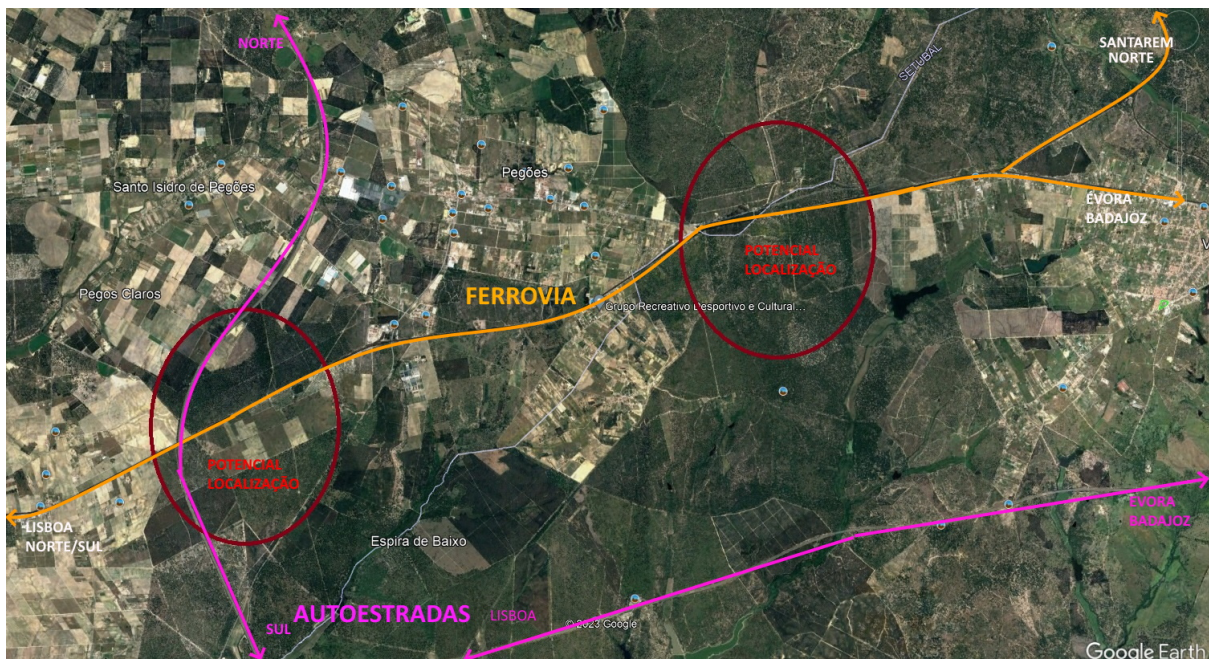 NORTE
SANTAREM
NORTE
SETUBAL
Pegões
Santo Isidro de Pegões
ÉVORA
BADAJOZ
V
POTENCIAL
LOCALIZAÇÃO
Pegos Claros
FERROVIA
Grupo Recreativo Desportivo e Cultural...
POTENCIAL
LOCALIZAÇÃO
LISBOA
NORTE/SUL
ÉVORA
BADAJOZ
Espira de Baixo
AUTOESTRADAS
LISBOA
SUL
© 2023 Google
Google Earth